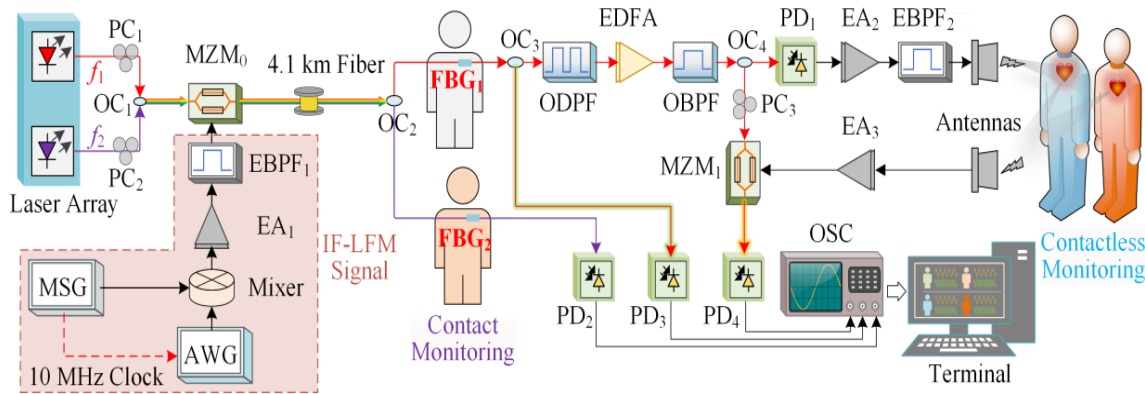 PC₁
MZM₀
4.1 km Fiber
f₁
OC₁
f₂
PC₂
Laser Array
OC₂
FBG₁
OC₃
ODPF
EDFA
OBPF
OC₄
PD₁
EA₂
EBPF₂
PC₃
EA₃
Antennas
MZM₁
EBPF₁
EA₁
IF-LFM
Signal
MSG
Mixer
AWG
10 MHz Clock
FBG₂
Contact
Monitoring
PD₂
PD₃
PD₄
OSC
Contactless
Monitoring
Terminal